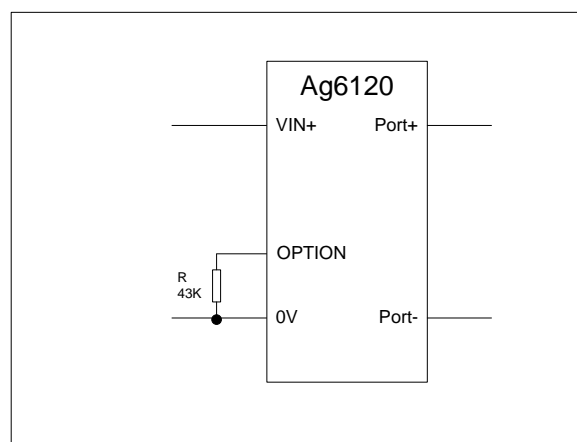 Ag6120
VIN+ Port+
OPTION
R
43K
0V Port-